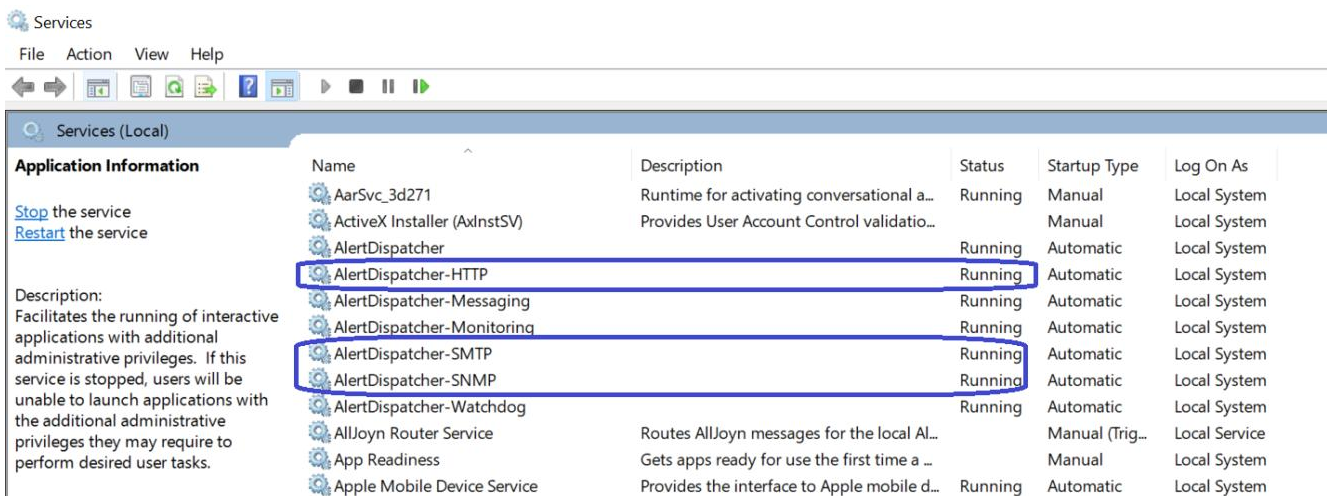 Services
File Action View Help
Services (Local)
Application Information
Stop the service
Restart the service
Description:
Facilitates the running of interactive
applications with additional
administrative privileges. If this
service is stopped, users will be
unable to launch applications with
the additional administrative
privileges they may require to
perform desired user tasks.
Name Description Status Startup Type Log On As
AarSvc_3d271 Runtime for activating conversational a... Running Manual Local System
ActiveX Installer (AxInstSV) Provides User Account Control validatio... Manual Local System
AlertDispatcher Running Automatic Local System
AlertDispatcher-HTTP Running Automatic Local System
AlertDispatcher-Messaging Running Automatic Local System
AlertDispatcher-Monitoring Running Automatic Local System
AlertDispatcher-SMTP Running Automatic Local System
AlertDispatcher-SNMP Running Automatic Local System
AlertDispatcher-Watchdog Running Automatic Local System
AllJoyn Router Service Routes AllJoyn messages for the local Al... Manual (Trig... Local Service
App Readiness Gets apps ready for use the first time a ... Manual Local System
Apple Mobile Device Service Provides the interface to Apple mobile d... Running Automatic Local System